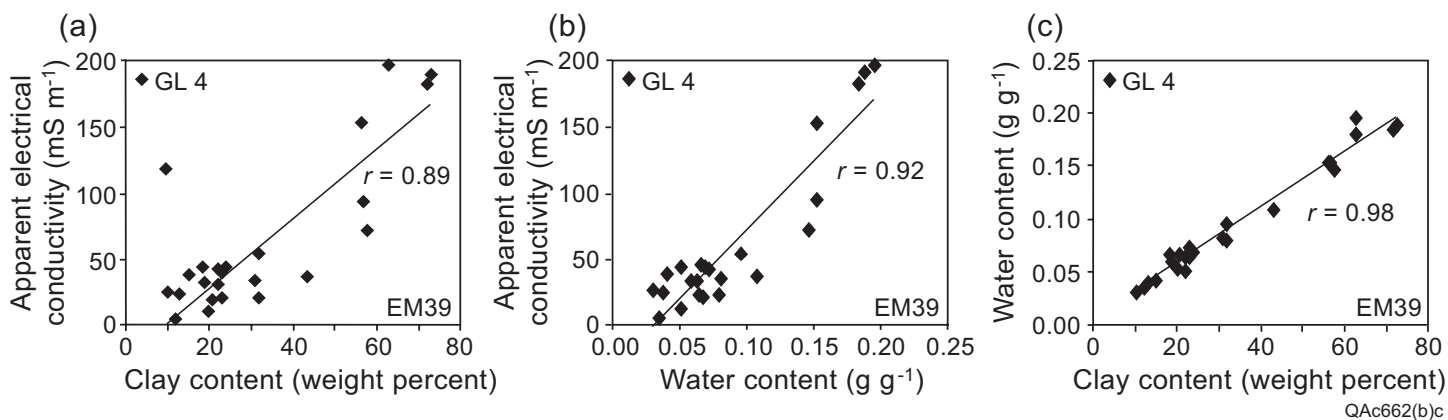 (a)
Apparent electrical
conductivity (mS m-1)
200
150
100
50
0
GL 4
r = 0.89
EM39
0 20 40 60 80
Clay content (weight percent)
(b)
Apparent electrical
conductivity (mS m-1)
200
150
100
50
0
GL 4
r = 0.92
EM39
0.00 0.05 0.10 0.15 0.20 0.25
Water content (g g-1)
(c)
Water content (g g-1)
0.25
0.20
0.15
0.10
0.05
0.00
GL 4
r = 0.98
EM39
0 20 40 60 80
Clay content (weight percent)
QAc662(b)c